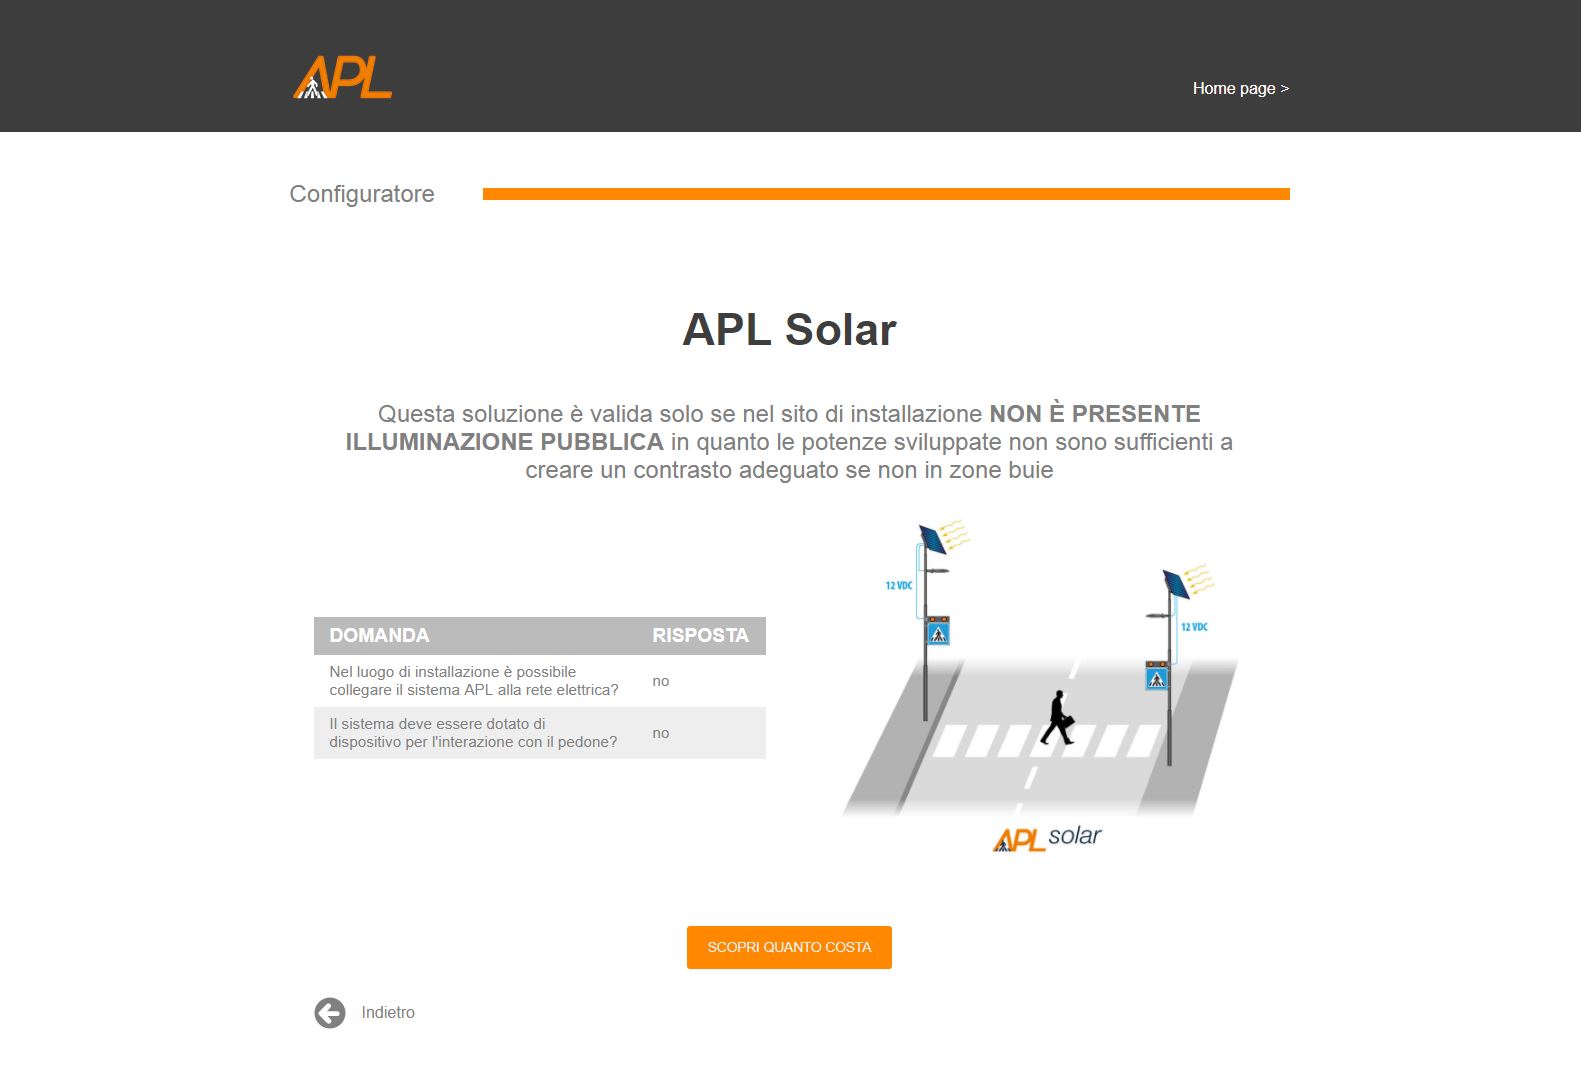 APL
Home page >
Configuratore
APL Solar
Questa soluzione è valida solo se nel sito di installazione NON È PRESENTE
ILLUMINAZIONE PUBBLICA in quanto le potenze sviluppate non sono sufficienti a
creare un contrasto adeguato se non in zone buie
DOMANDA RISPOSTA
Nel luogo di installazione è possibile
collegare il sistema APL alla rete elettrica?
no
Il sistema deve essere dotato di
dispositivo per l'interazione con il pedone?
no
12 VDC
12 VDC
APL solar
SCOPRI QUANTO COSTA
Indietro